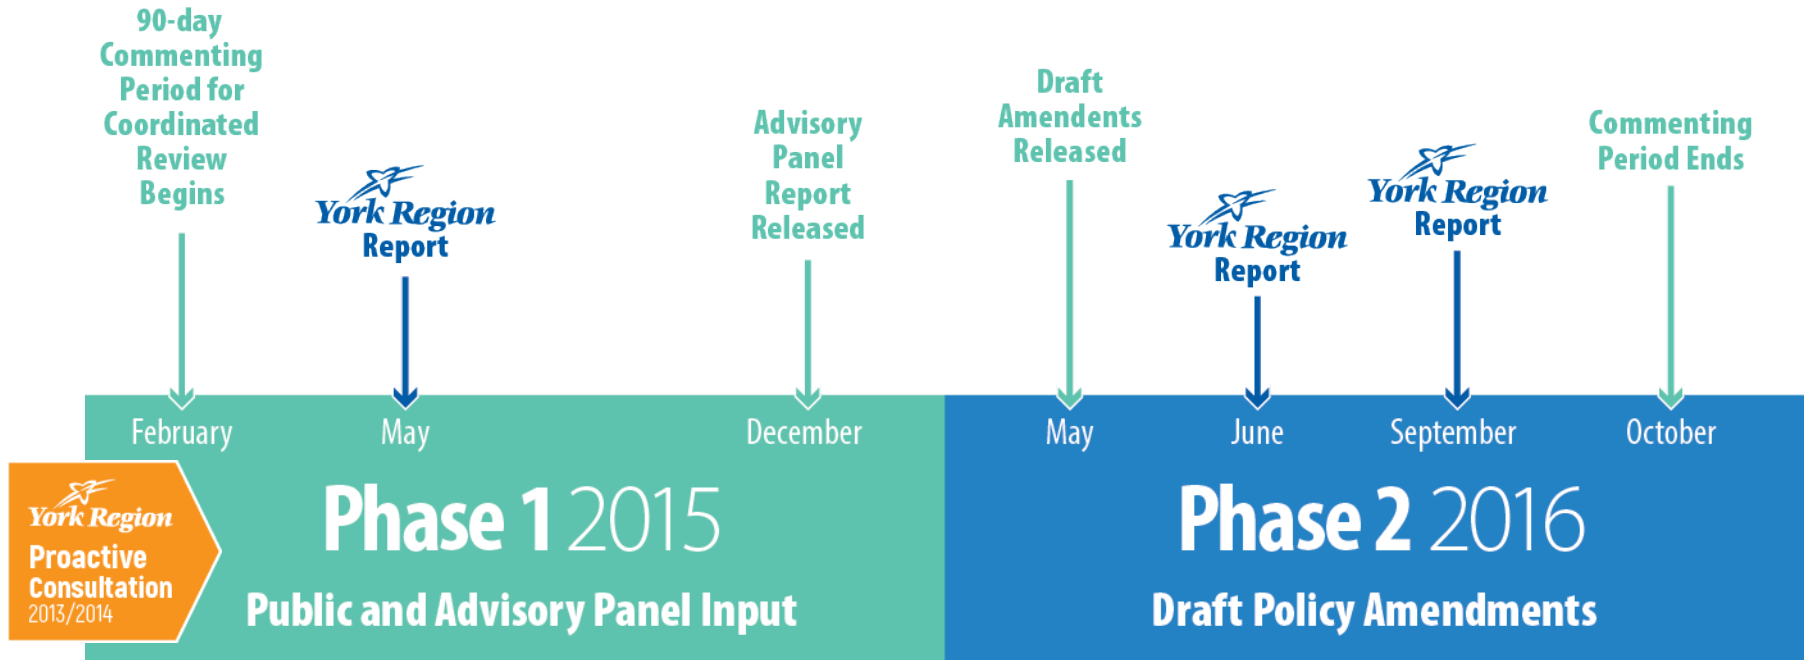 90-day
Commenting
Period for
Coordinated
Review
Begins
York Region
Report
Advisory
Panel
Report
Released
Draft
Amendents
Released
York Region
Report
York Region
Report
Commenting
Period Ends
February
May
December
May
June
September
October
York Region
Proactive
Consultation
2013/2014
Phase 1 2015
Public and Advisory Panel Input
Phase 2 2016
Draft Policy Amendments